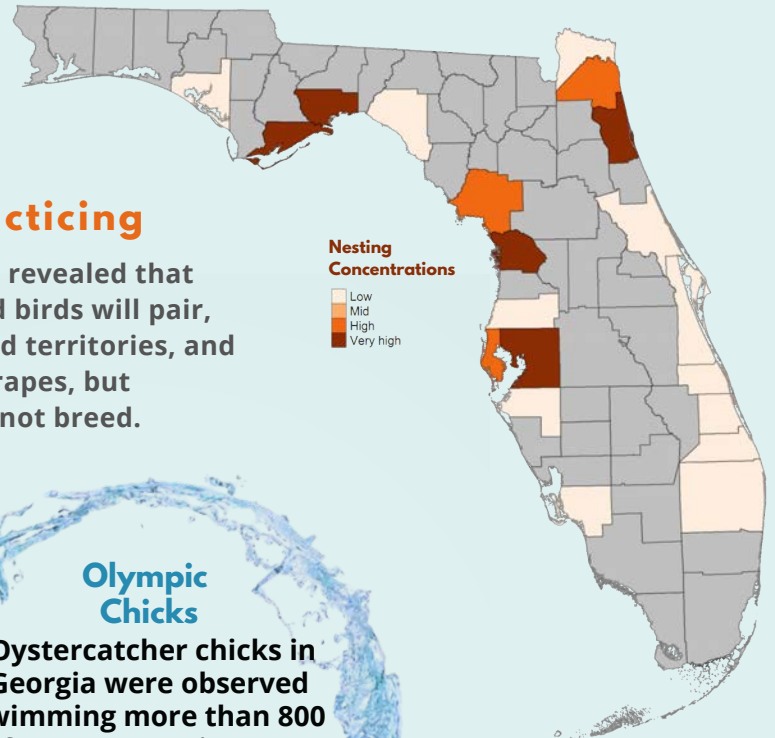 cticing
revealed that
d birds will pair,
d territories, and
rapes, but
not breed.
Nesting
Concentrations
Low
Mid
High
Very high
Olympic
Chicks
Oystercatcher chicks in
Georgia were observed
wimming more than 800